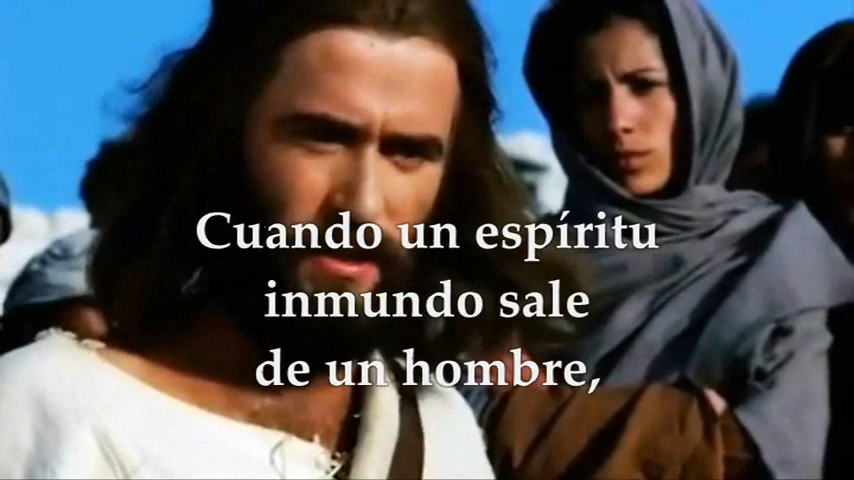 Cuando un espíritu
inmundo sale
de un hombre,